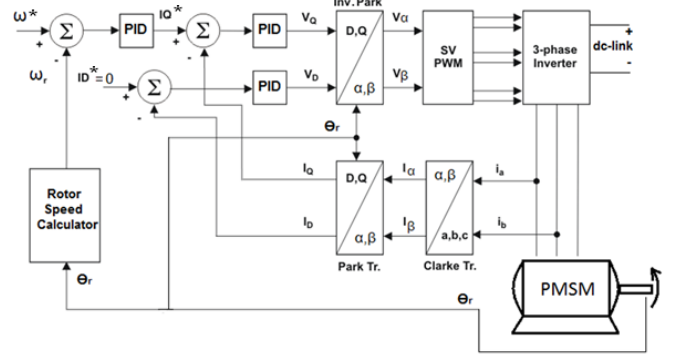 Inv. Park
ω*
+
-
Σ
PID
IQ*
+
-
Σ
PID
VQ
D,Q
α,β
Vα
Vβ
SV
PWM
3-phase
Inverter
+
dc-link
-
ωr
ID*=0
+
-
Σ
PID
VD
Θr
Rotor
Speed
Calculator
IQ
ID
D,Q
α,β
Iα
Iβ
α,β
a,b,c
ia
ib
Park Tr.
Clarke Tr.
Θr
Θr
PMSM